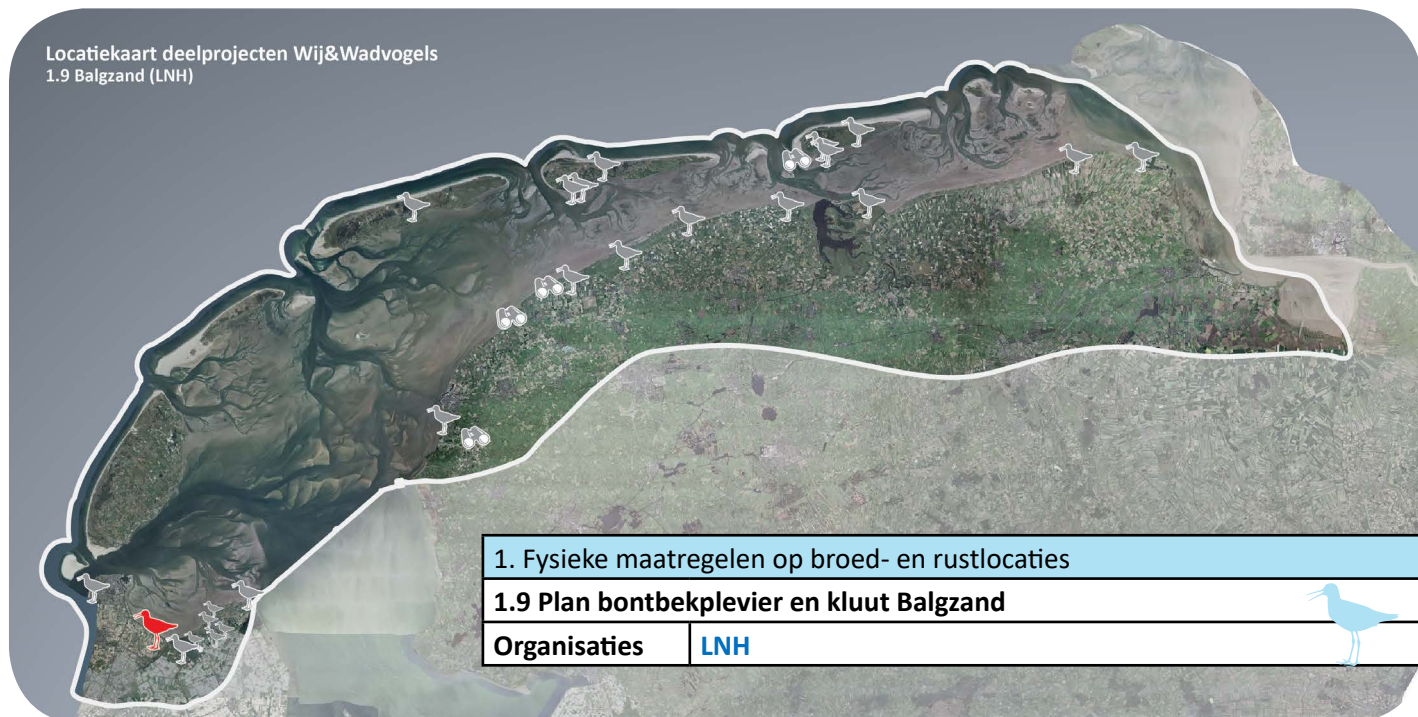 Locatiekaart deelprojecten Wij&Wadvogels
1.9 Balgzand (LNH)
1. Fysieke maatregelen op broed- en rustlocaties
1.9 Plan bontbekplevier en kluut Balgzand
Organisaties LNH